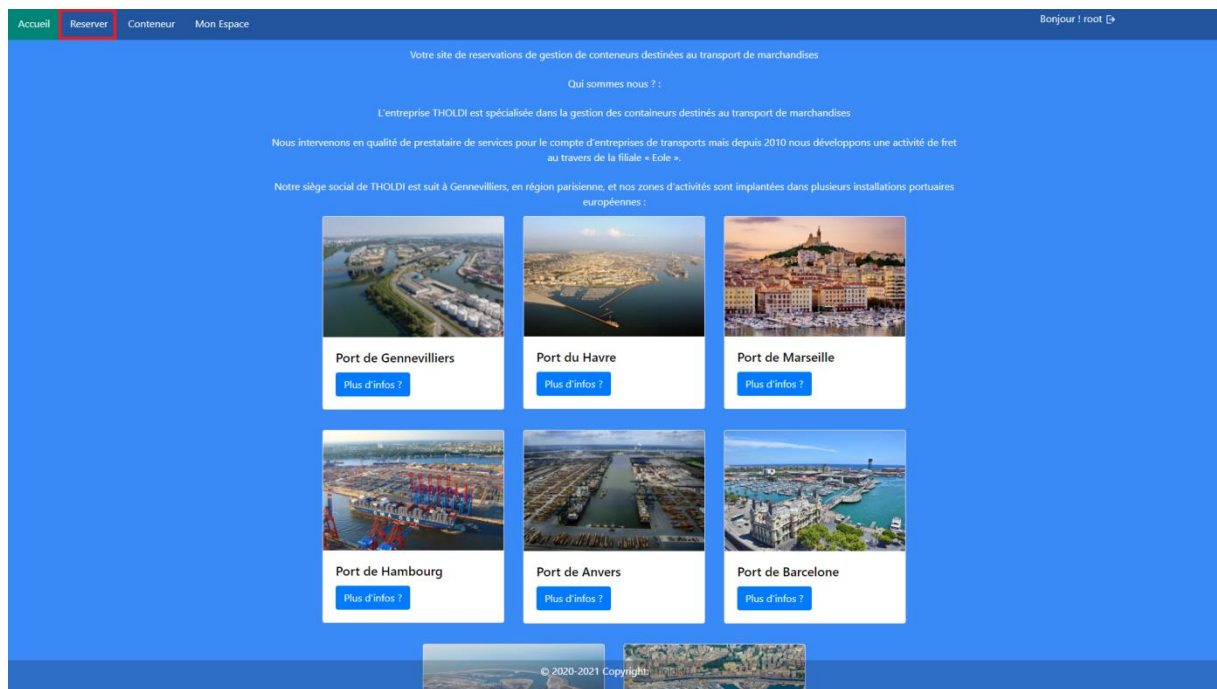 Accueil Reserver Conteneur Mon Espace Bonjour ! root
Votre site de reservations de gestion de conteneurs destinées au transport de marchandises
Qui sommes nous ? :
L'entreprise THOLDI est spécialisée dans la gestion des containeurs destinés au transport de marchandises
Nous intervenons en qualité de prestataire de services pour le compte d'entreprises de transports mais depuis 2010 nous développons une activité de fret
au travers de la filiale « Eole ».
Notre siège social de THOLDI est suit à Gennevilliers, en région parisienne, et nos zones d'activités sont implantées dans plusieurs installations portuaires
européennes :
Port de Gennevilliers
Plus d'infos ?
Port du Havre
Plus d'infos ?
Port de Marseille
Plus d'infos ?
Port de Hambourg
Plus d'infos ?
Port de Anvers
Plus d'infos ?
Port de Barcelone
Plus d'infos ?
© 2020-2021 Copyright: